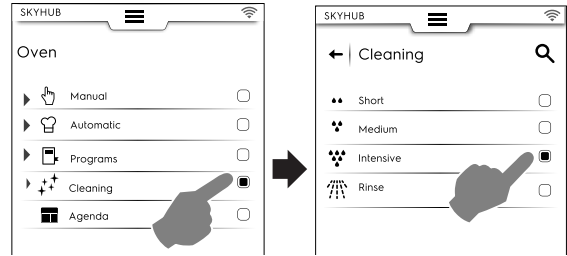 SKYHUB
Oven
Manual
Automatic
Programs
Cleaning
Agenda
SKYHUB
Cleaning
Short
Medium
Intensive
Rinse